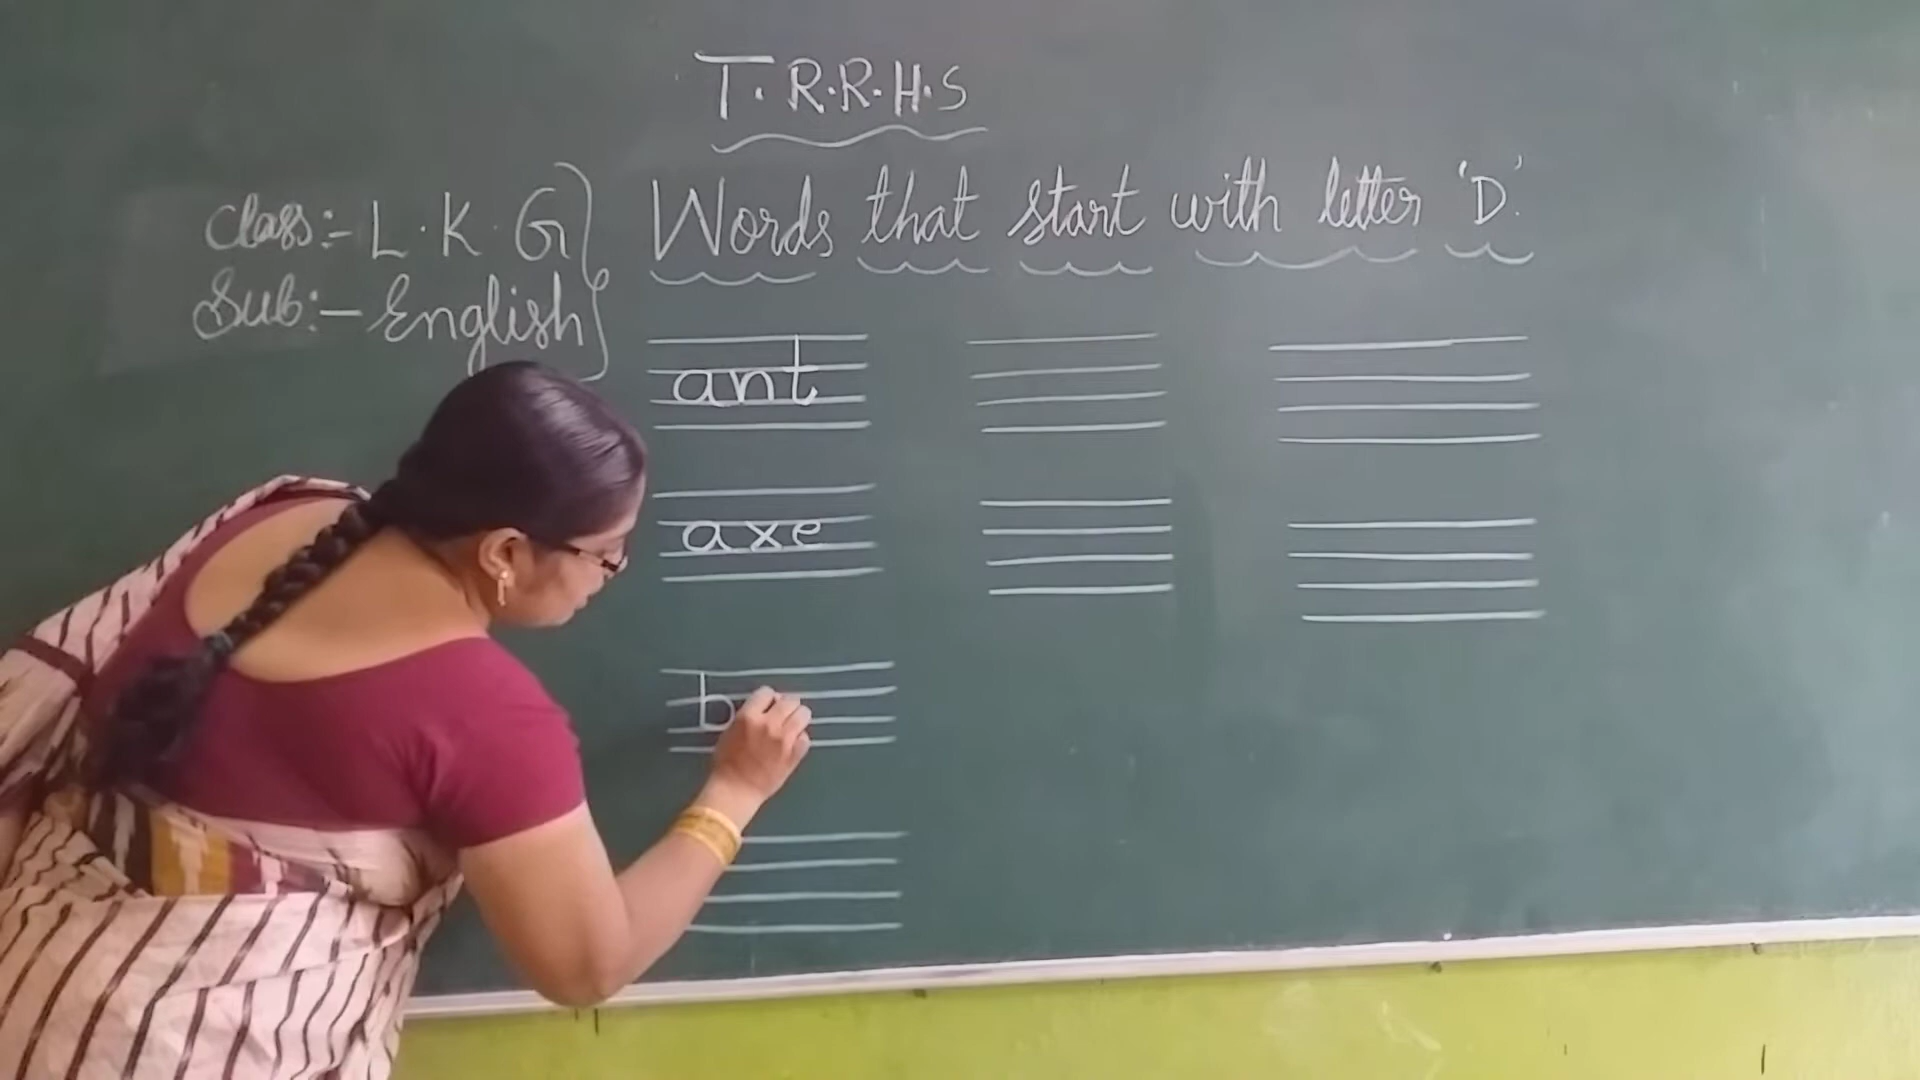 T.R.R.H.S
Class:- L.K.G
Sub:- English
Words that start with letter 'D'.
ant
axe
b